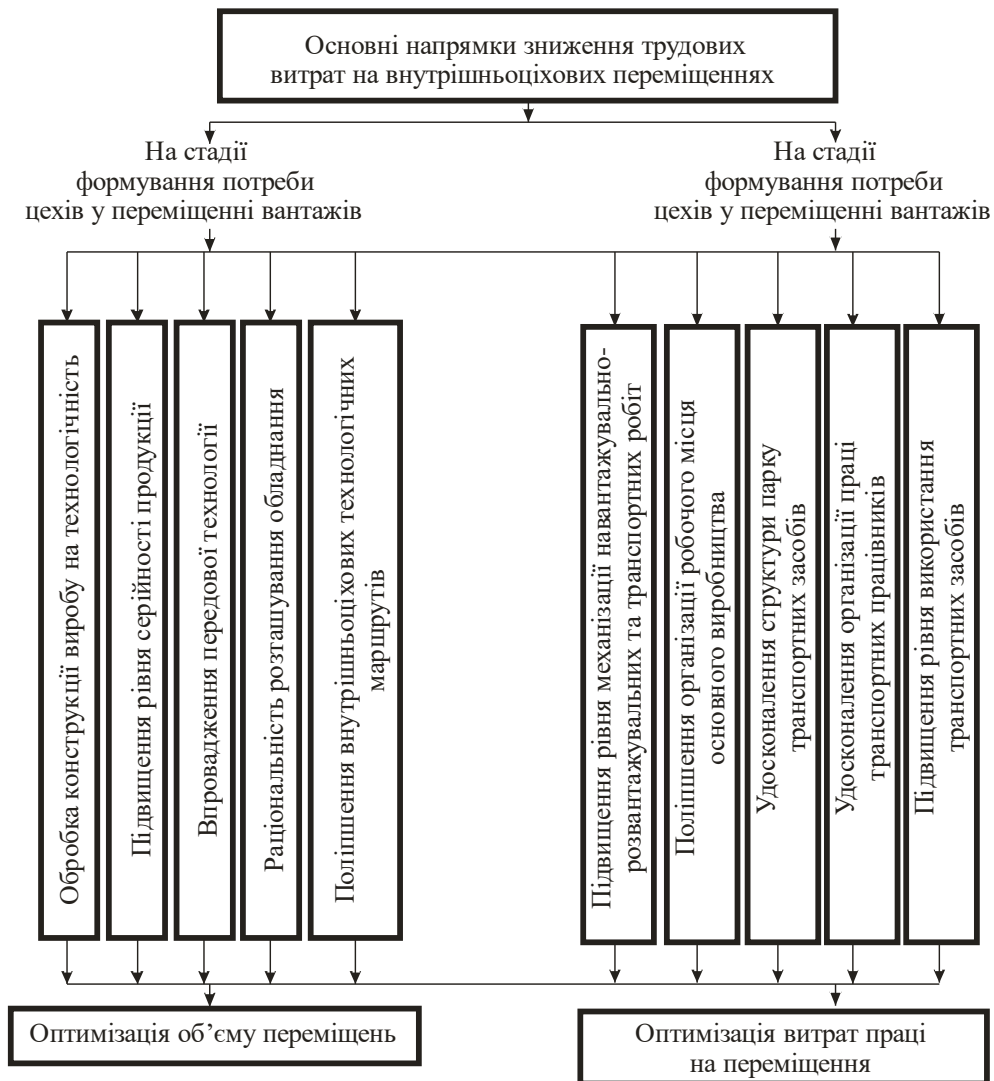 Основні напрямки зниження трудових
витрат на внутрішньоціхових переміщеннях
На стадії
формування потреби
цехів у переміщенні вантажів
На стадії
формування потреби
цехів у переміщенні вантажів
Обробка конструкції виробу на технологічність
Підвищення рівня серійності продукції
Впровадження передової технології
Раціональність розташування обладнання
Поліпшення внутрішньоціхових технологічних
маршрутів
Підвищення рівня механізації навантажувально-
розвантажувальних та транспортних робіт
Поліпшення організації робочого місця
основного виробництва
Удосконалення структури парку
транспортних засобів
Удосконалення організації праці
транспортних працівників
Підвищення рівня використання
транспортних засобів
Оптимізація об’єму переміщень
Оптимізація витрат праці
на переміщення